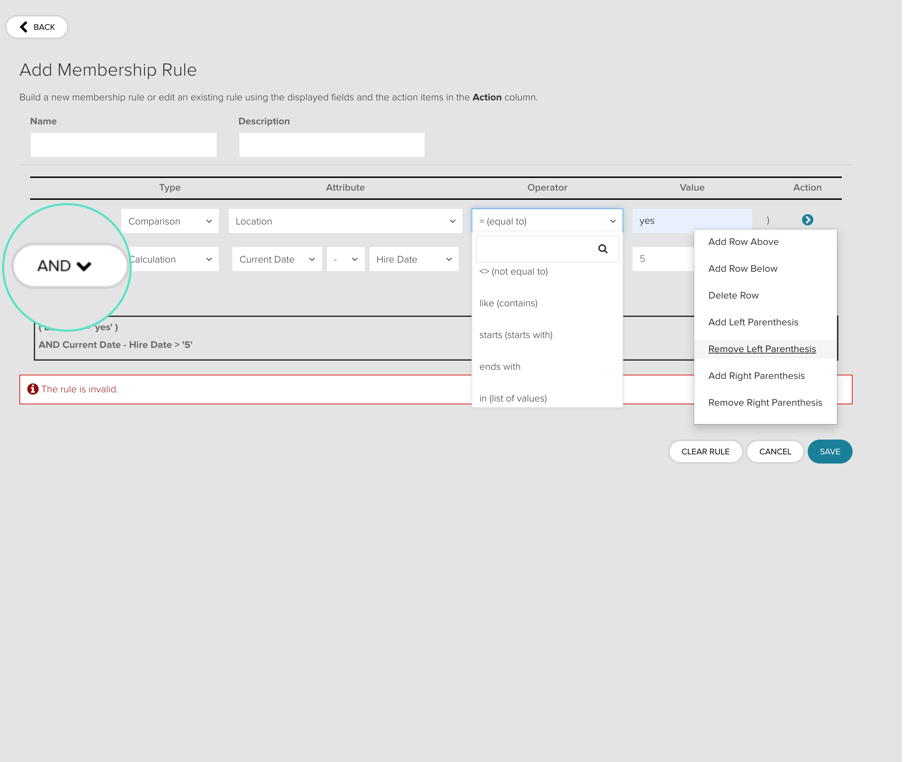 BACK
Add Membership Rule
Build a new membership rule or edit an existing rule using the displayed fields and the action items in the Action column.
Name Description
Type Attribute Operator Value Action
Comparison Location = (equal to) yes )
AND Calculation Current Date - Hire Date 5
<> (not equal to)
like (contains)
starts (starts with)
ends with
in (list of values)
Add Row Above
Add Row Below
Delete Row
Add Left Parenthesis
Remove Left Parenthesis
Add Right Parenthesis
Remove Right Parenthesis
'yes' )
AND Current Date - Hire Date > '5'
The rule is invalid.
CLEAR RULE CANCEL SAVE